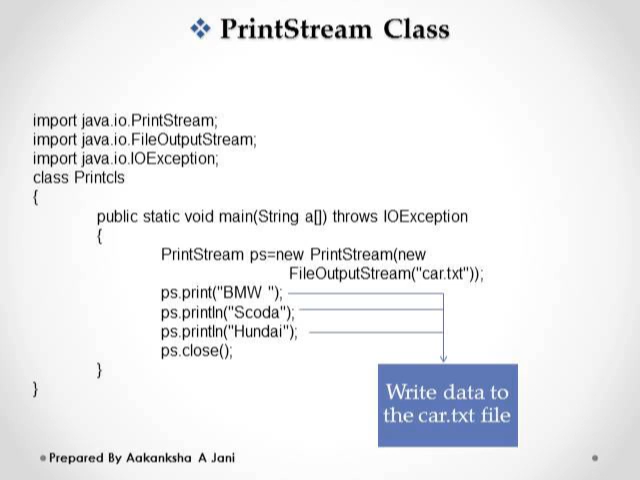 PrintStream Class
import java.io.PrintStream;
import java.io.FileOutputStream;
import java.io.IOException;
class Printcls
{
public static void main(String a[]) throws IOException
{
PrintStream ps=new PrintStream(new
FileOutputStream("car.txt"));
ps.print("BMW ");
ps.println("Scoda");
ps.println("Hundai");
ps.close();
}
}
Write data to
the car.txt file
Prepared By Aakanksha A Jani